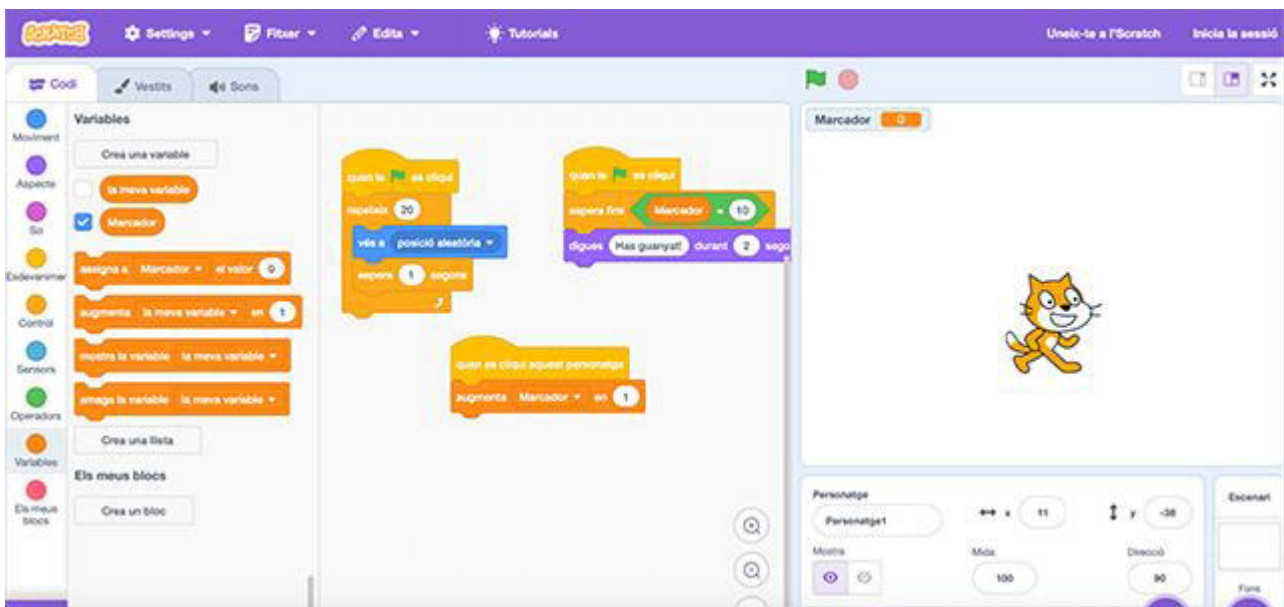 SCRATCH
Settings
Fitxer
Edita
Tutorials
Uneix-te a l'Scratch
Inicia la sessió
Codi
Vestits
Sons
Moviment
Aspecte
So
Esdevenimen
Control
Sensors
Operadors
Variables
Els meus
blocs
Variables
Crea una variable
la meva variable
Marcador
assigna a Marcador el valor 0
augmenta la meva variable en 1
mostra la variable la meva variable
amaga la variable la meva variable
Crea una llista
Els meus blocs
Crea un bloc
quan la es cliqui
repeteix 20
vés a posició aleatòria
espera 1 segons
quan la es cliqui
espera fins Marcador = 10
digues Has guanyat! durant 2 sego
quan es cliqui aquest personatge
augmenta Marcador en 1
Marcador 0
Personatge
Personatge1
x 11
y -38
Mostra
Mida
100
Direcció
90
Escenari
Fons